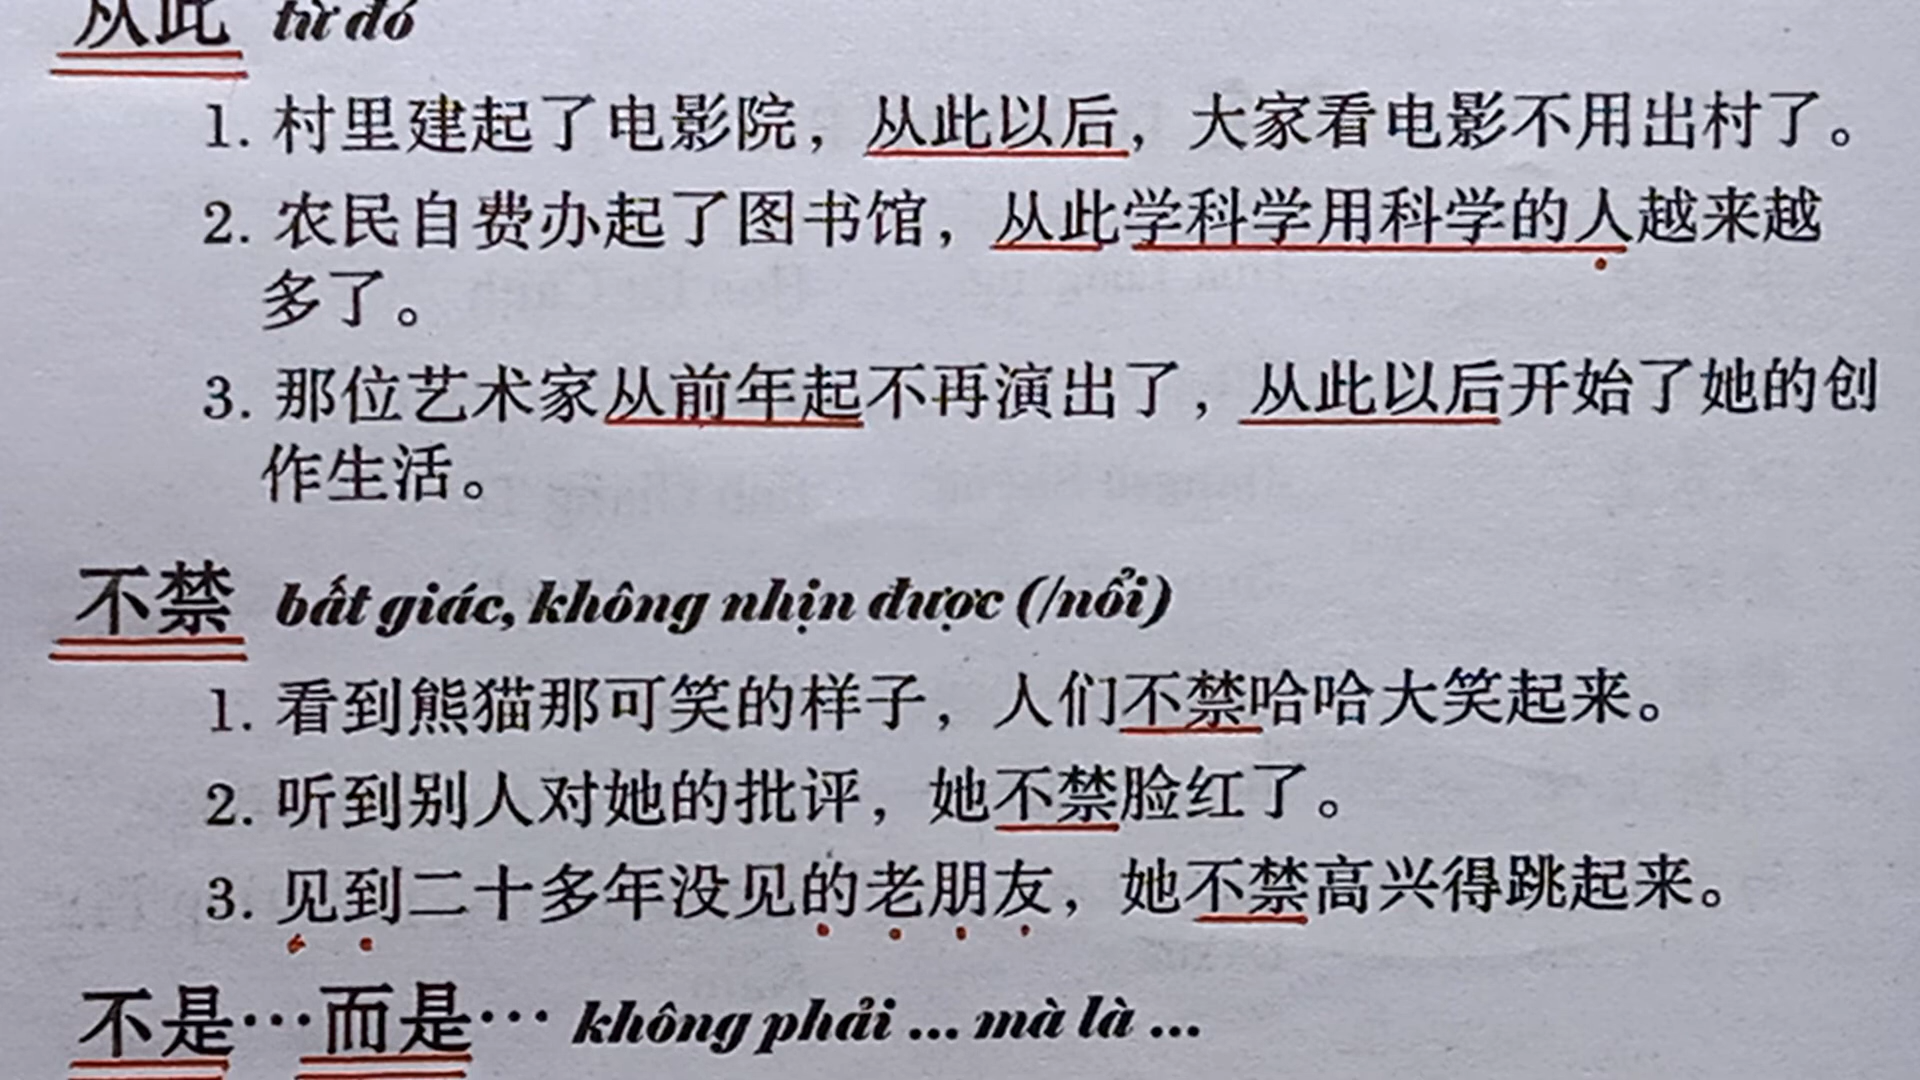 从此 từ đó
1. 村里建起了电影院，从此以后，大家看电影不用出村了。
2. 农民自费办起了图书馆，从此学科学用科学的人越来越
多了。
3. 那位艺术家从前年起不再演出了，从此以后开始了她的创
作生活。
不禁 bất giác, không nhịn được (/nổi)
1. 看到熊猫那可笑的样子，人们不禁哈哈大笑起来。
2. 听到别人对她的批评，她不禁脸红了。
3. 见到二十多年没见的老朋友，她不禁高兴得跳起来。
不是…而是… không phải ... mà là ...